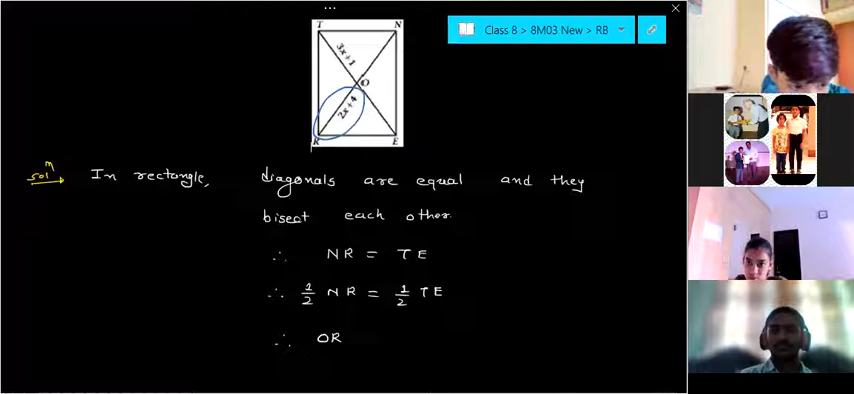 Class 8 > 8M03 New > RB
T N
3x+1
O
2x+4
R E
solⁿ → In rectangle, diagonals are equal and they
bisect each other.
∴ NR = TE
∴ 1/2 NR = 1/2 TE
∴ OR